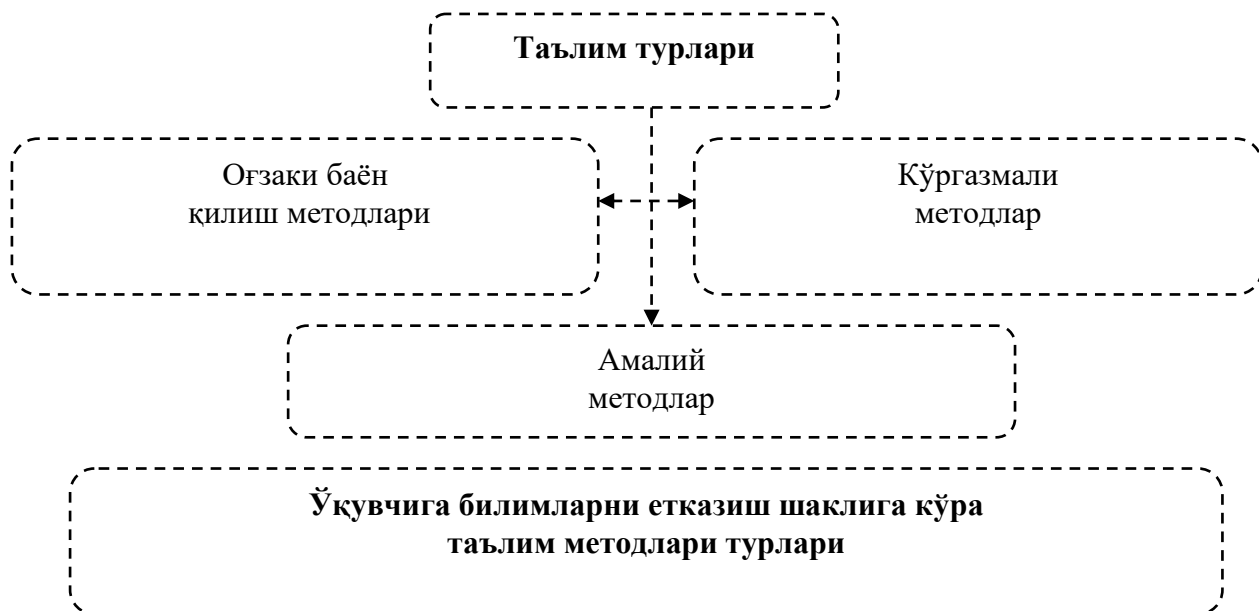 Таълим турлари
Оғзаки баён
қилиш методлари
Кўргазмали
методлар
Амалий
методлар
Ўқувчига билимларни етказиш шаклига кўра
таълим методлари турлари